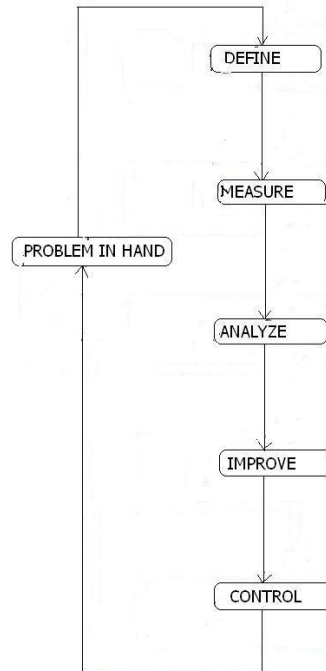 DEFINE
MEASURE
PROBLEM IN HAND
ANALYZE
IMPROVE
CONTROL